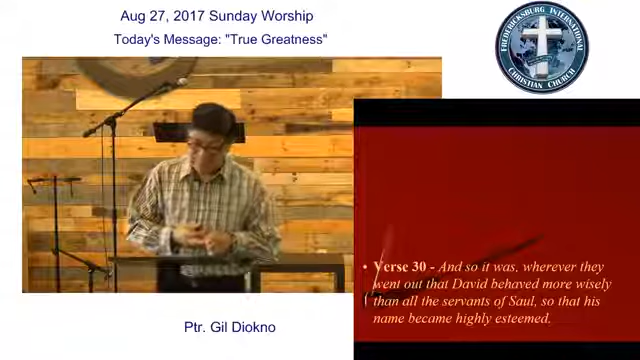 Aug 27, 2017 Sunday Worship
Today's Message: "True Greatness"
FREDERICKSBURG INTERNATIONAL
CHRISTIAN CHURCH
• Verse 30 - And so it was, wherever they
went out that David behaved more wisely
than all the servants of Saul, so that his
name became highly esteemed.
Ptr. Gil Diokno